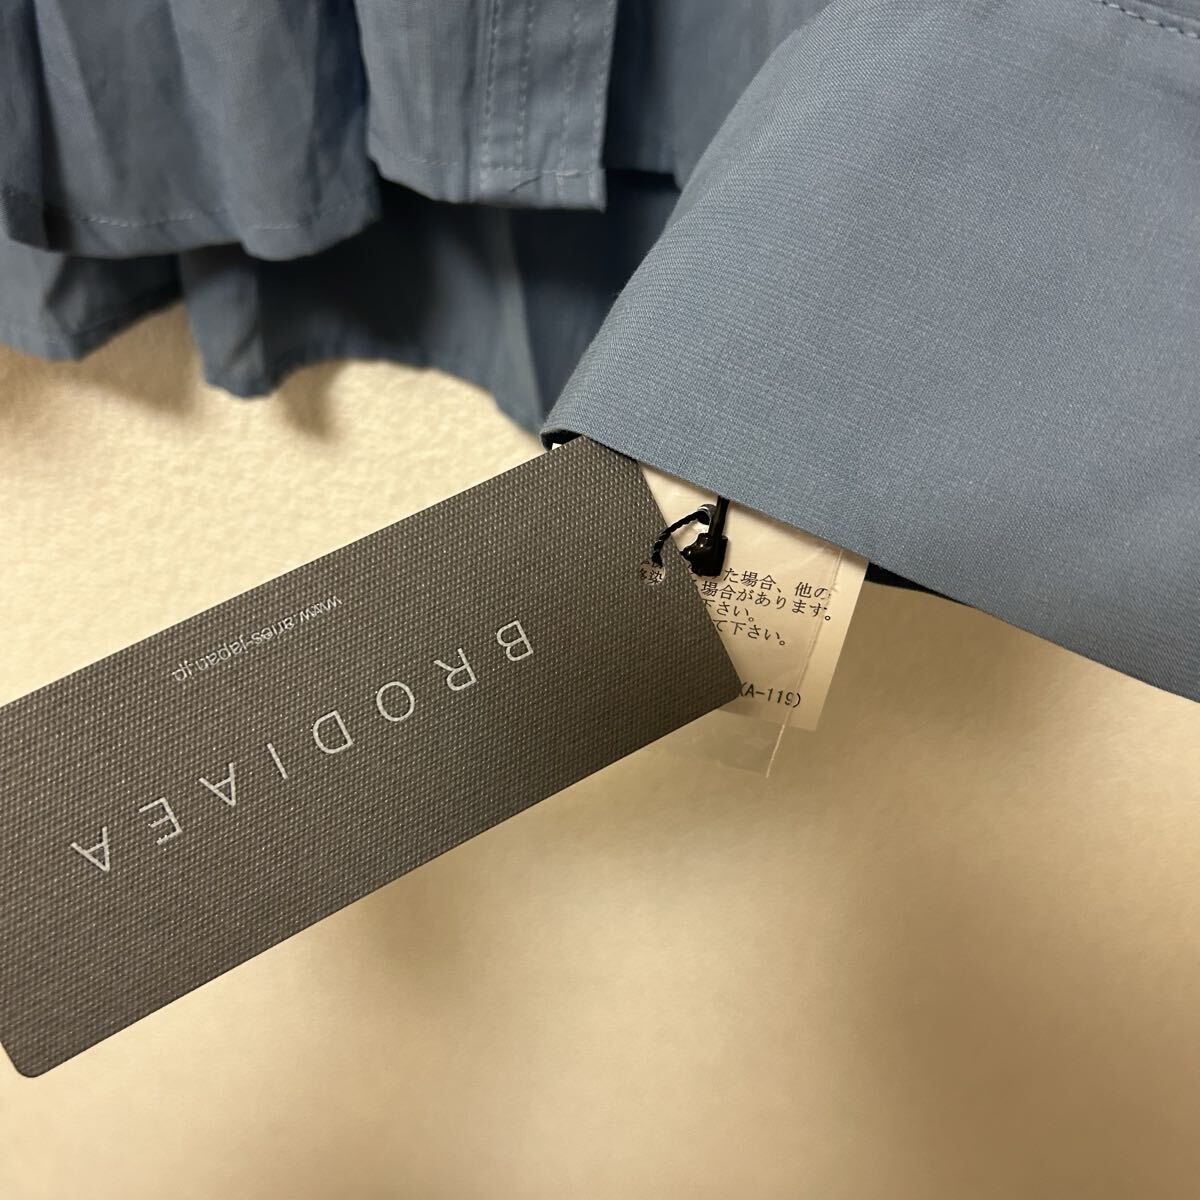 BRODIAEA
www.aries-japan.jp
た場合、他の
場合があります。
下さい。
て下さい。
(A-119)